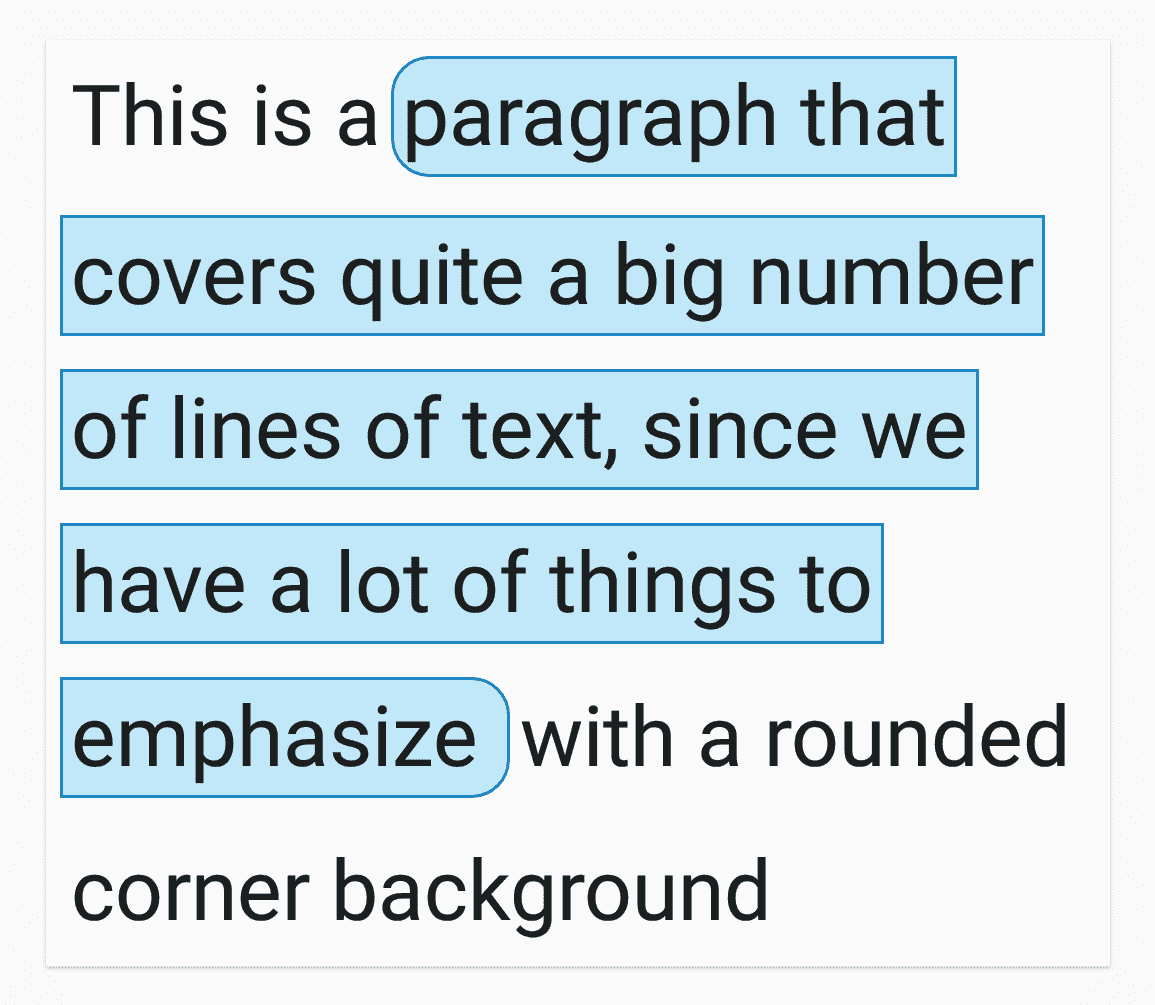 This is a paragraph that
covers quite a big number
of lines of text, since we
have a lot of things to
emphasize with a rounded
corner background